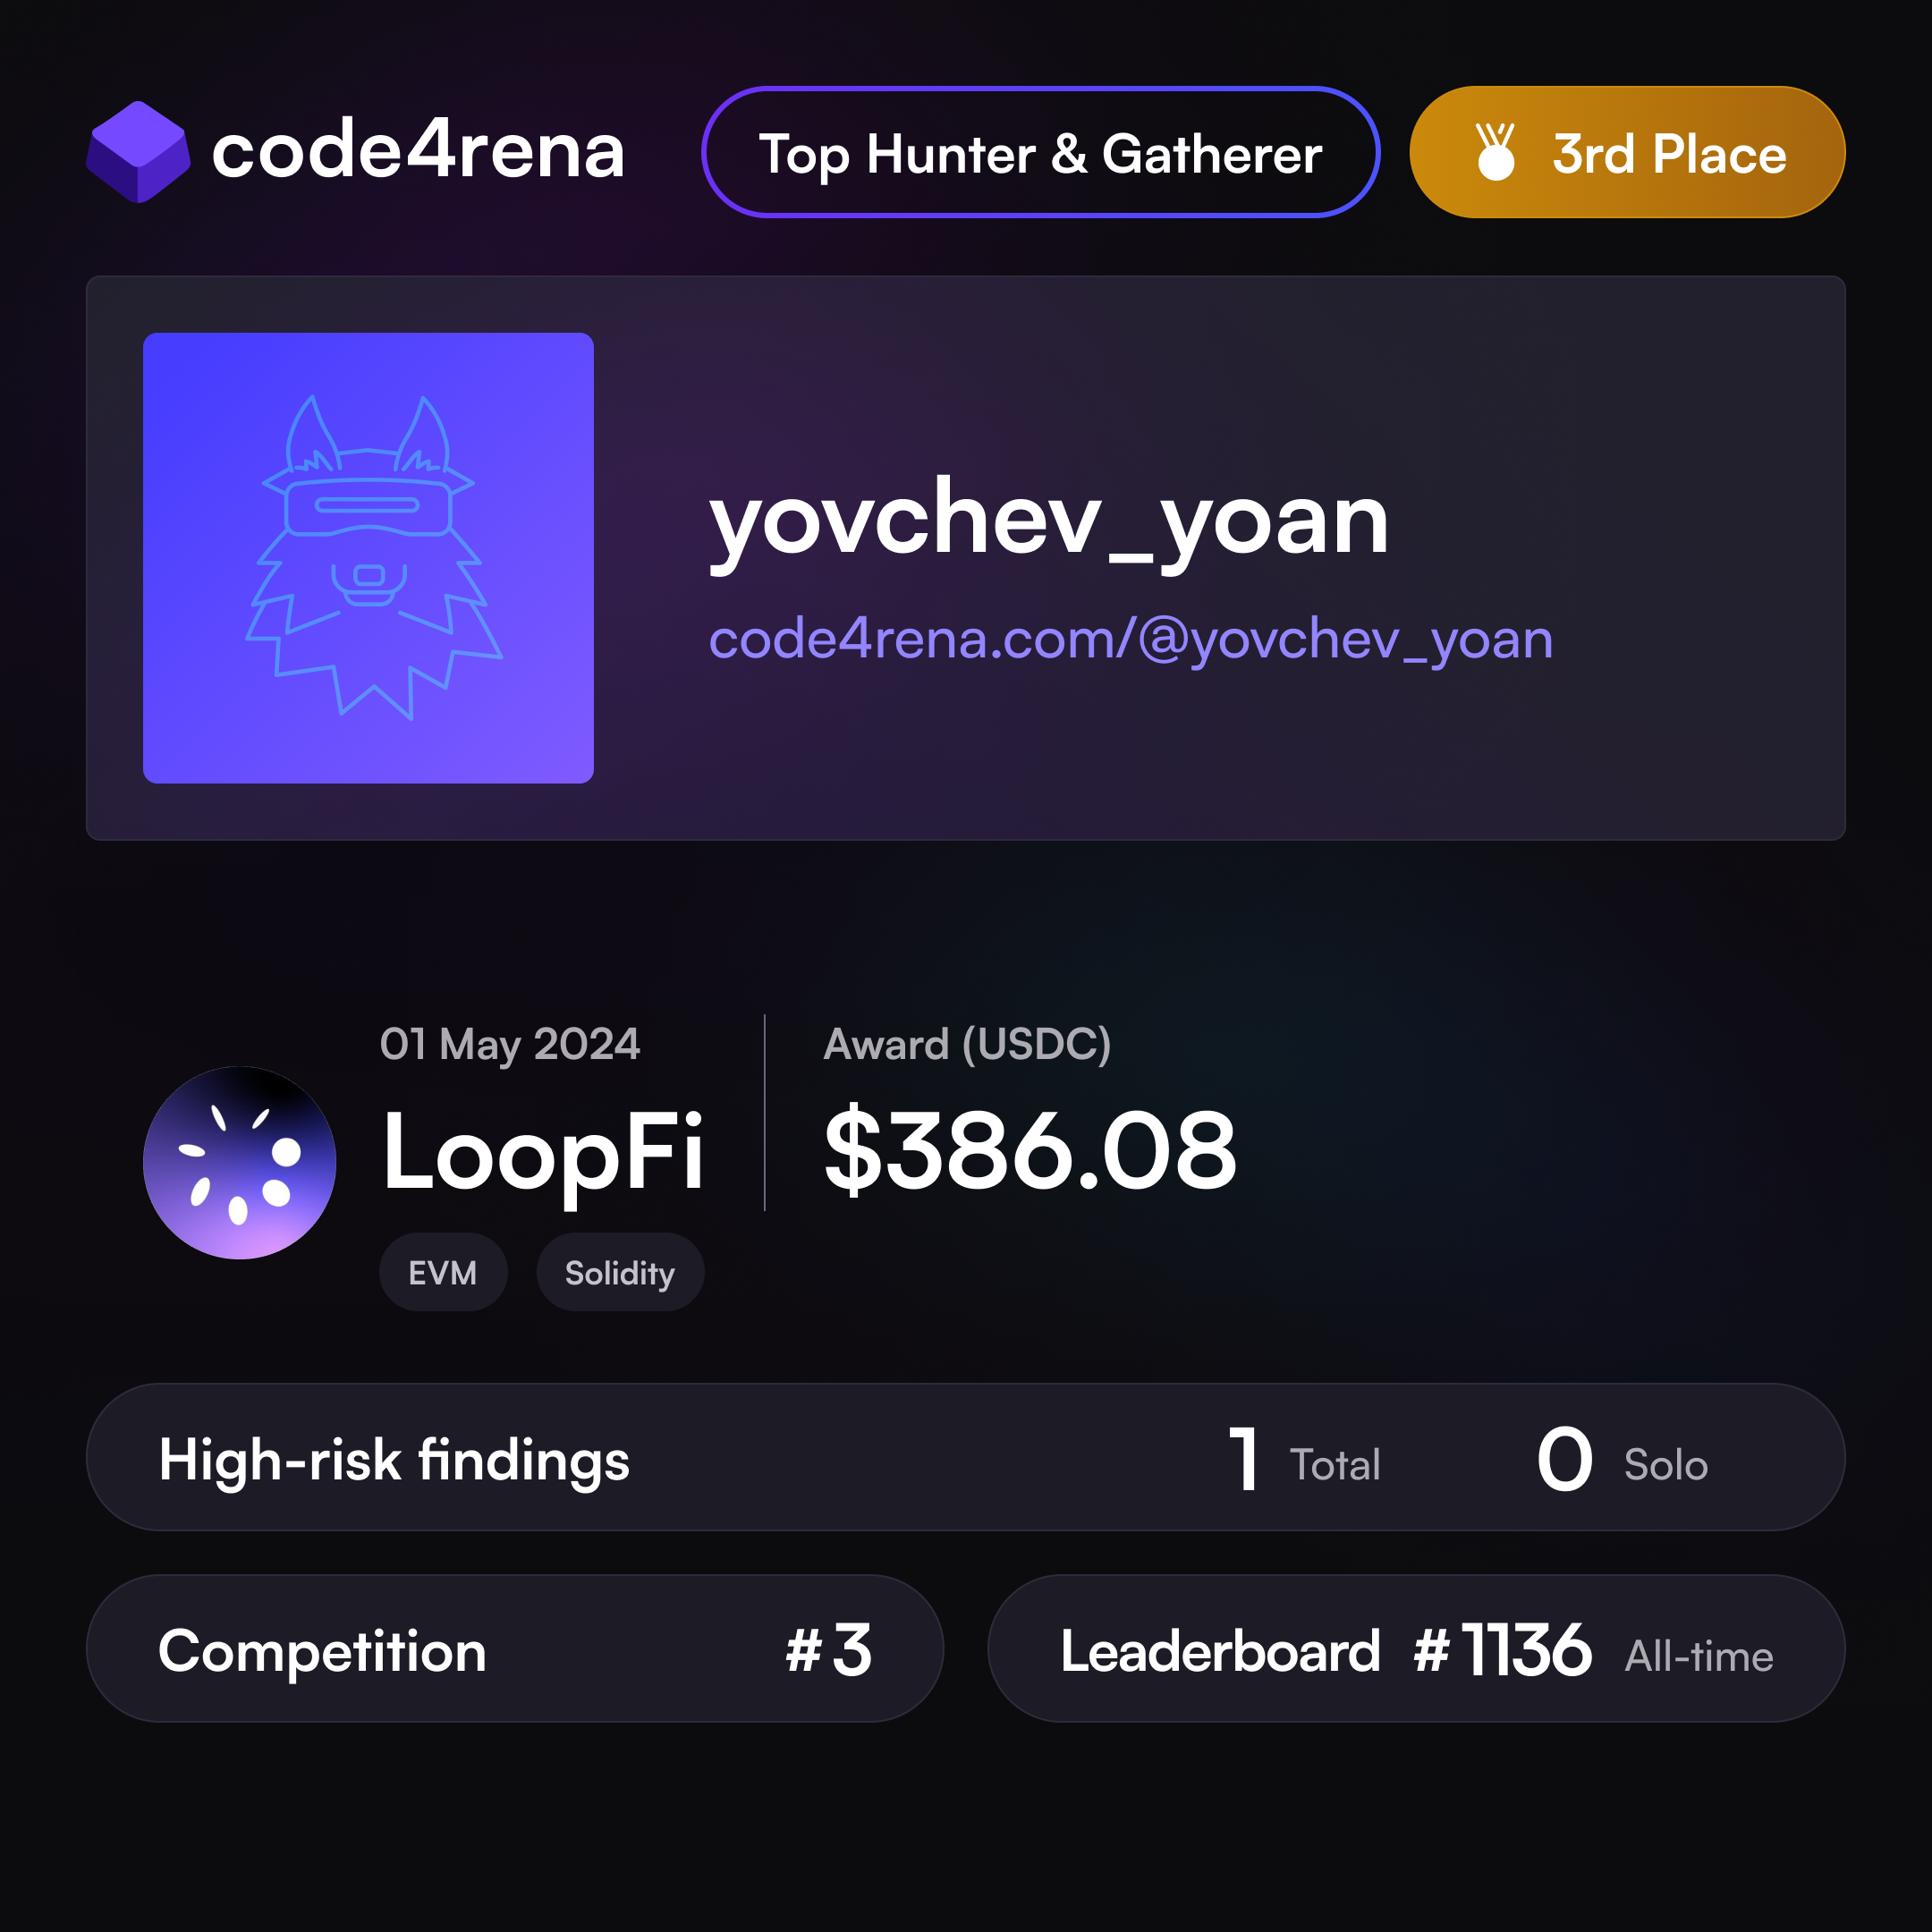 code4rena
Top Hunter & Gatherer
3rd Place
yovchev_yoan
code4rena.com/@yovchev_yoan
01 May 2024
LoopFi
EVM
Solidity
Award (USDC)
$386.08
High-risk findings
1 Total
0 Solo
Competition
#3
Leaderboard
#1136 All-time